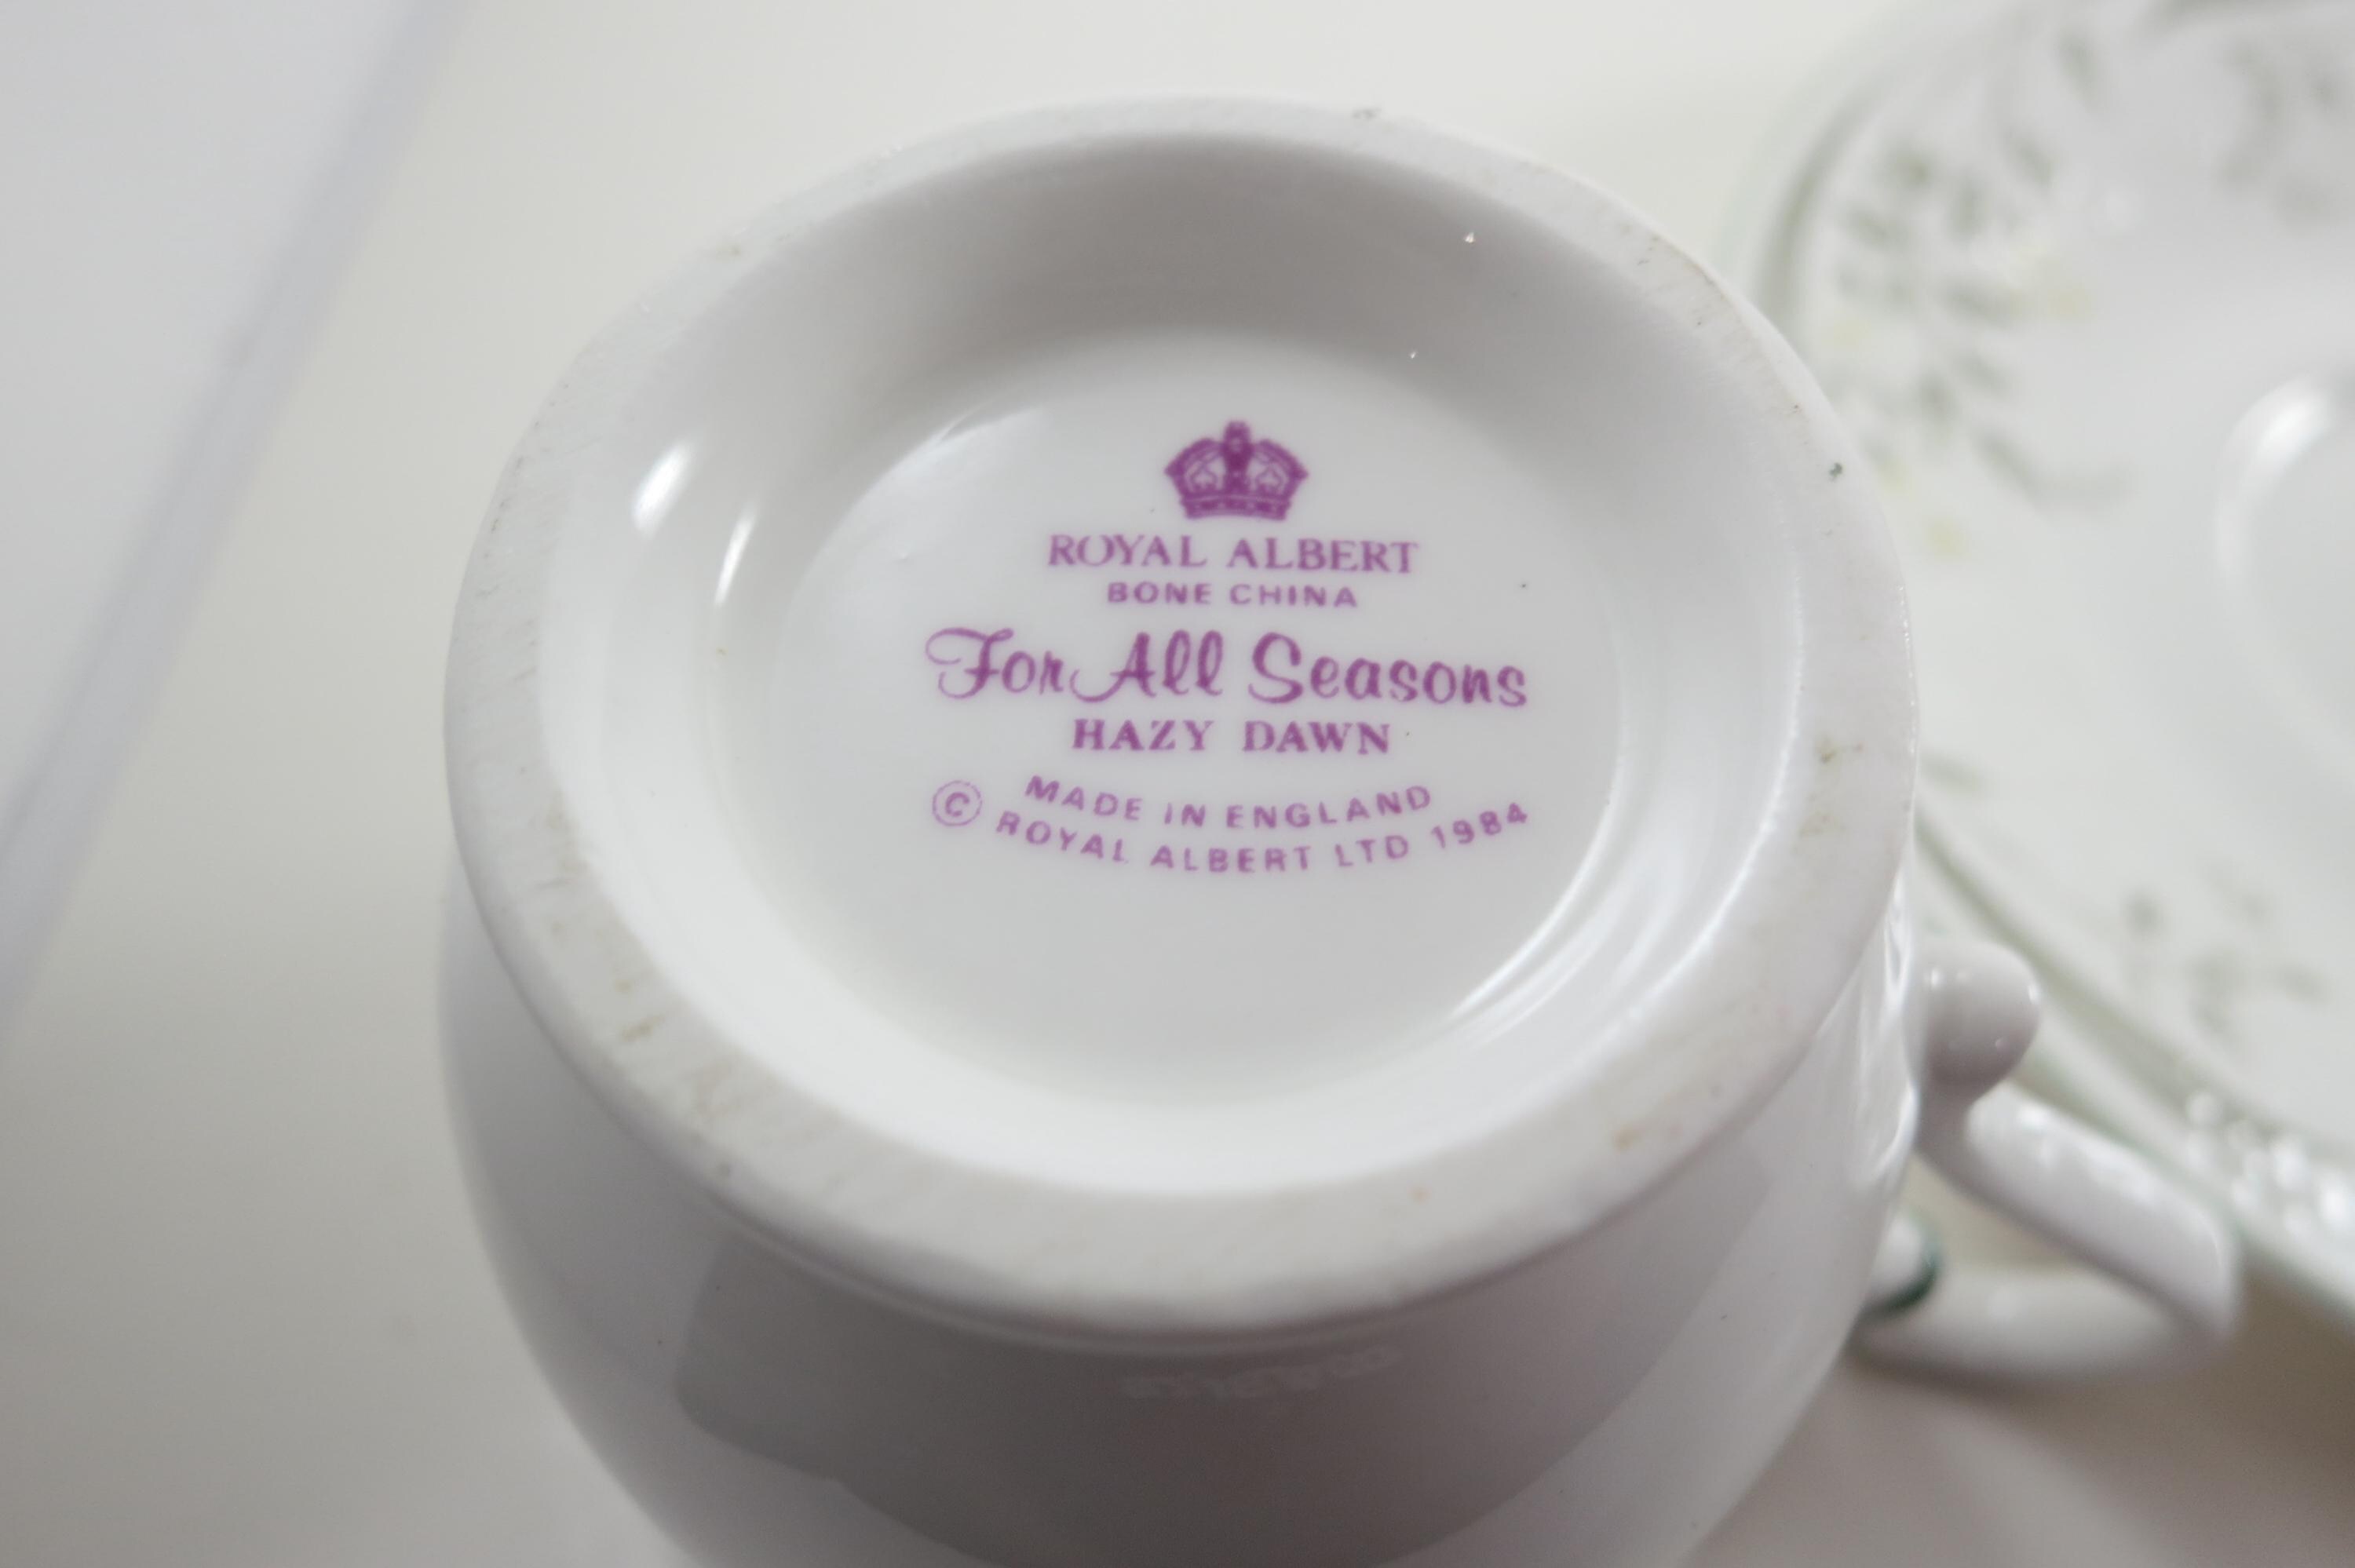 ROYAL ALBERT
BONE CHINA
For All Seasons
HAZY DAWN
MADE IN ENGLAND
© ROYAL ALBERT LTD 1984